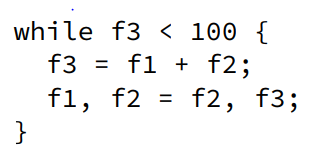 while f3 < 100 {
  f3 = f1 + f2;
  f1, f2 = f2, f3;
}